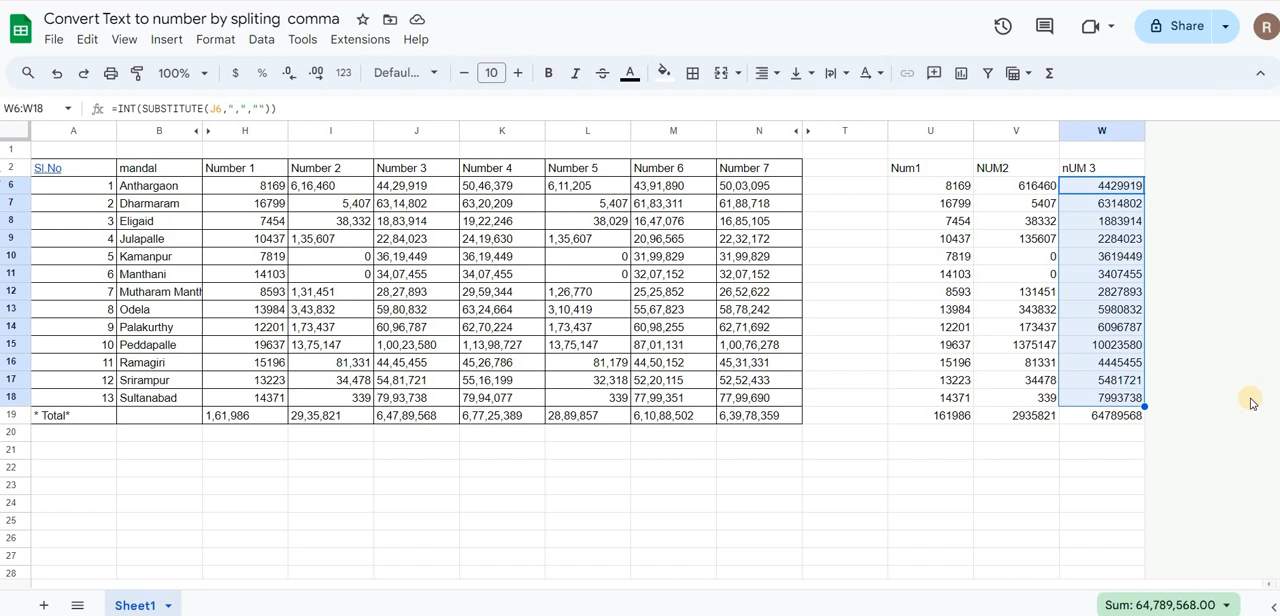 Convert Text to number by spliting comma
File Edit View Insert Format Data Tools Extensions Help
Share
R
100% $ % .0 .00 123 Defaul... − 10 + B I A Σ
W6:W18 fx =INT(SUBSTITUTE(J6,",",""))
A B H I J K L M N T U V W
1
2 Sl.No mandal Number 1 Number 2 Number 3 Number 4 Number 5 Number 6 Number 7 Num1 NUM2 nUM 3
6 1 Anthargaon 8169 6,16,460 44,29,919 50,46,379 6,11,205 43,91,890 50,03,095 8169 616460 4429919
7 2 Dharmaram 16799 5,407 63,14,802 63,20,209 5,407 61,83,311 61,88,718 16799 5407 6314802
8 3 Eligaid 7454 38,332 18,83,914 19,22,246 38,029 16,47,076 16,85,105 7454 38332 1883914
9 4 Julapalle 10437 1,35,607 22,84,023 24,19,630 1,35,607 20,96,565 22,32,172 10437 135607 2284023
10 5 Kamanpur 7819 0 36,19,449 36,19,449 0 31,99,829 31,99,829 7819 0 3619449
11 6 Manthani 14103 0 34,07,455 34,07,455 0 32,07,152 32,07,152 14103 0 3407455
12 7 Mutharam Manth 8593 1,31,451 28,27,893 29,59,344 1,26,770 25,25,852 26,52,622 8593 131451 2827893
13 8 Odela 13984 3,43,832 59,80,832 63,24,664 3,10,419 55,67,823 58,78,242 13984 343832 5980832
14 9 Palakurthy 12201 1,73,437 60,96,787 62,70,224 1,73,437 60,98,255 62,71,692 12201 173437 6096787
15 10 Peddapalle 19637 13,75,147 1,00,23,580 1,13,98,727 13,75,147 87,01,131 1,00,76,278 19637 1375147 10023580
16 11 Ramagiri 15196 81,331 44,45,455 45,26,786 81,179 44,50,152 45,31,331 15196 81331 4445455
17 12 Srirampur 13223 34,478 54,81,721 55,16,199 32,318 52,20,115 52,52,433 13223 34478 5481721
18 13 Sultanabad 14371 339 79,93,738 79,94,077 339 77,99,351 77,99,690 14371 339 7993738
19 * Total* 1,61,986 29,35,821 6,47,89,568 6,77,25,389 28,89,857 6,10,88,502 6,39,78,359 161986 2935821 64789568
20
21
22
23
24
25
26
27
28
+ Sheet1 Sum: 64,789,568.00